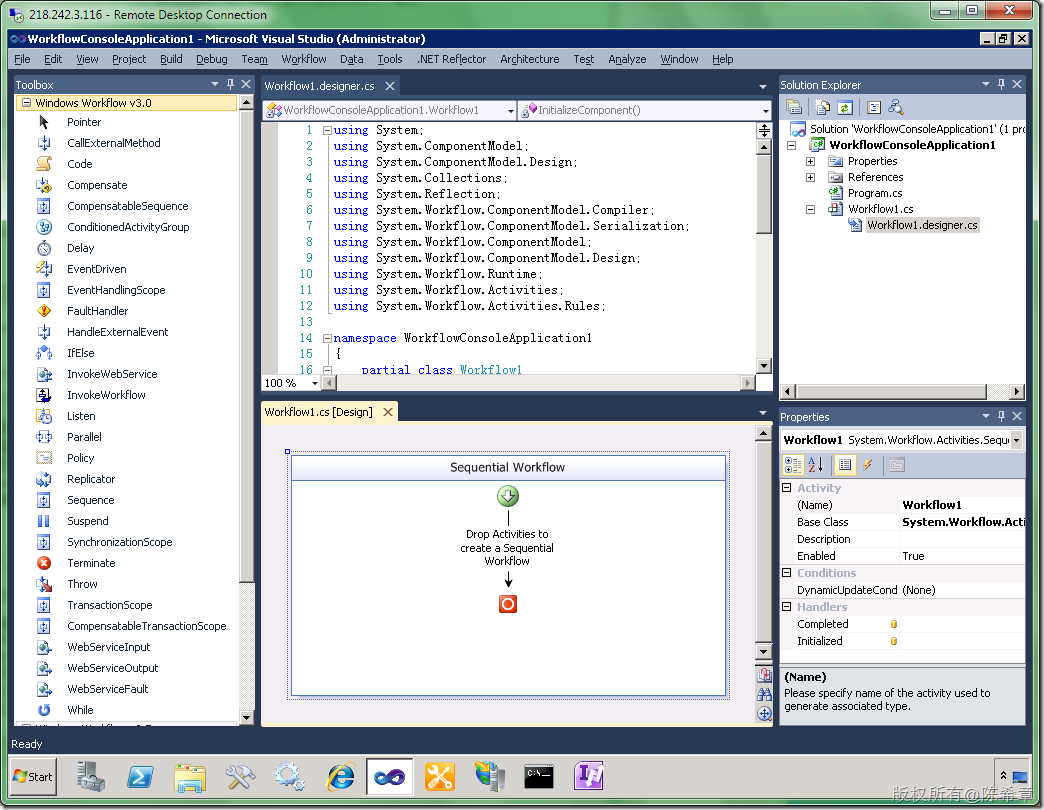 218.242.3.116 - Remote Desktop Connection
WorkflowConsoleApplication1 - Microsoft Visual Studio (Administrator)
File Edit View Project Build Debug Team Workflow Data Tools .NET Reflector Architecture Test Analyze Window Help
Toolbox
Windows Workflow v3.0
Pointer
CallExternalMethod
Code
Compensate
CompensatableSequence
ConditionedActivityGroup
Delay
EventDriven
EventHandlingScope
FaultHandler
HandleExternalEvent
IfElse
InvokeWebService
InvokeWorkflow
Listen
Parallel
Policy
Replicator
Sequence
Suspend
SynchronizationScope
Terminate
Throw
TransactionScope
CompensatableTransactionScope
WebServiceInput
WebServiceOutput
WebServiceFault
While
Workflow1.designer.cs
WorkflowConsoleApplication1.Workflow1 InitializeComponent()
1 using System;
2 using System.ComponentModel;
3 using System.ComponentModel.Design;
4 using System.Collections;
5 using System.Reflection;
6 using System.Workflow.ComponentModel.Compiler;
7 using System.Workflow.ComponentModel.Serialization;
8 using System.Workflow.ComponentModel;
9 using System.Workflow.ComponentModel.Design;
10 using System.Workflow.Runtime;
11 using System.Workflow.Activities;
12 using System.Workflow.Activities.Rules;
13
14 namespace WorkflowConsoleApplication1
15 {
16 partial class Workflow1
100 %
Workflow1.cs [Design]
Sequential Workflow
Drop Activities to
create a Sequential
Workflow
Solution Explorer
Solution 'WorkflowConsoleApplication1' (1 pro
WorkflowConsoleApplication1
Properties
References
Program.cs
Workflow1.cs
Workflow1.designer.cs
Properties
Workflow1 System.Workflow.Activities.Seque
Activity
(Name) Workflow1
Base Class System.Workflow.Acti
Description
Enabled True
Conditions
DynamicUpdateCond (None)
Handlers
Completed
Initialized
(Name)
Please specify name of the activity used to
generate associated type.
Ready
Start
版权所有@陈希章